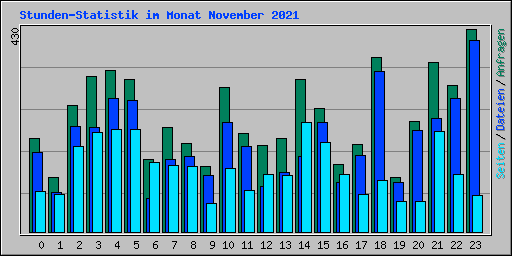 Stunden-Statistik im Monat November 2021
430
Seiten / Dateien / Anfragen
0 1 2 3 4 5 6 7 8 9 10 11 12 13 14 15 16 17 18 19 20 21 22 23